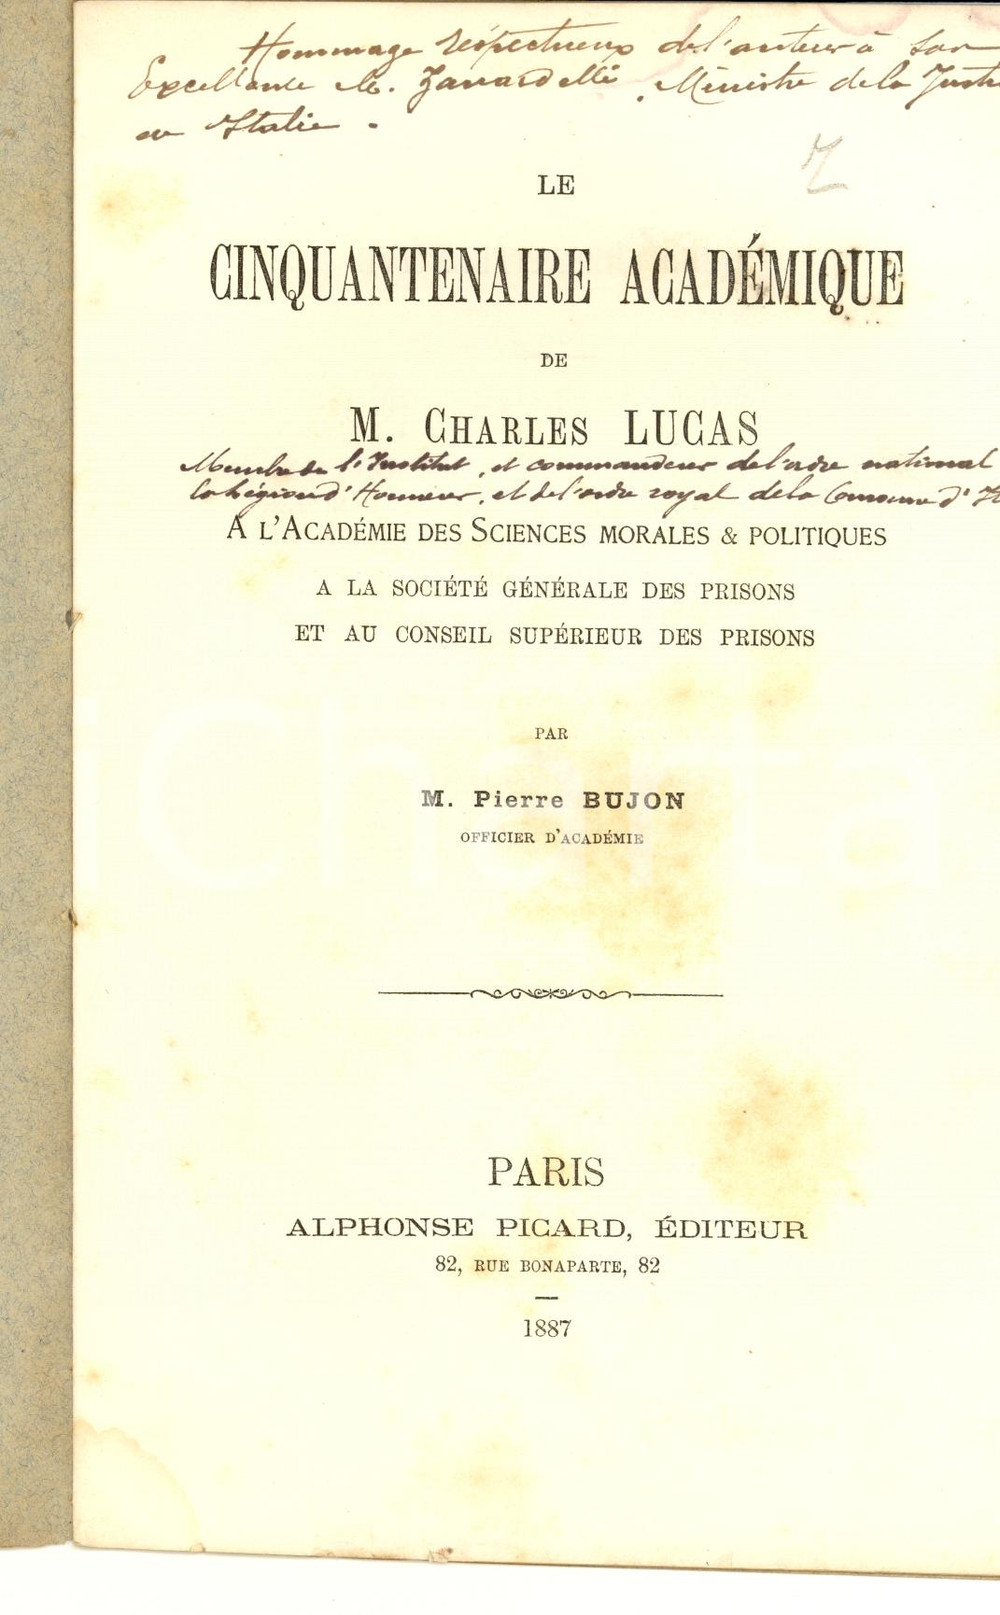 Hommage respectueux de l'auteur à Son
Excellence M. Zanardelli, Ministre de la Justi
en Italie.
LE
CINQUANTENAIRE ACADÉMIQUE
DE
M. CHARLES LUCAS
Membre de l'Institut, et commandeur de l'ordre national
la Légion d'Honneur, et de l'ordre royal de la Couronne d'It
A L'ACADÉMIE DES SCIENCES MORALES & POLITIQUES
A LA SOCIÉTÉ GÉNÉRALE DES PRISONS
ET AU CONSEIL SUPÉRIEUR DES PRISONS
PAR
M. Pierre BUJON
OFFICIER D'ACADÉMIE
PARIS
ALPHONSE PICARD, ÉDITEUR
82, RUE BONAPARTE, 82
1887